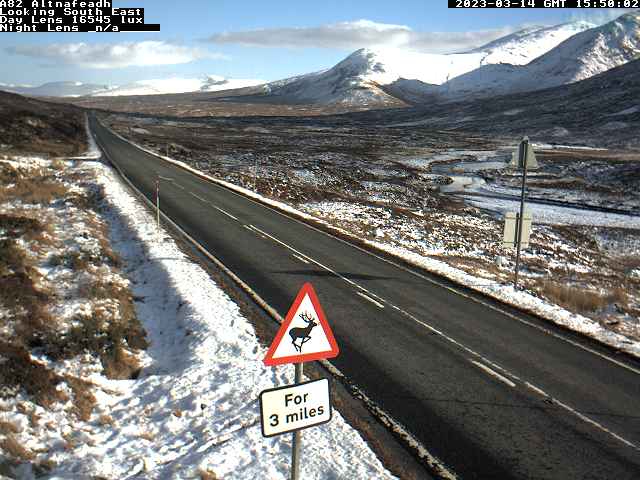 A82 Altnafeadh
2023-03-14 GMT 15:50:02
Looking South East
Day Lens 16545 lux
Night Lens n/a
For
3 miles